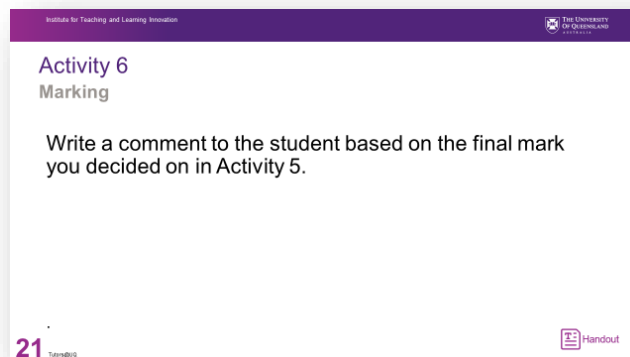 Institute for Teaching and Learning Innovation
THE UNIVERSITY
OF QUEENSLAND
AUSTRALIA
Activity 6
Marking
Write a comment to the student based on the final mark
you decided on in Activity 5.
.
Handout
21 Tutors@UQ